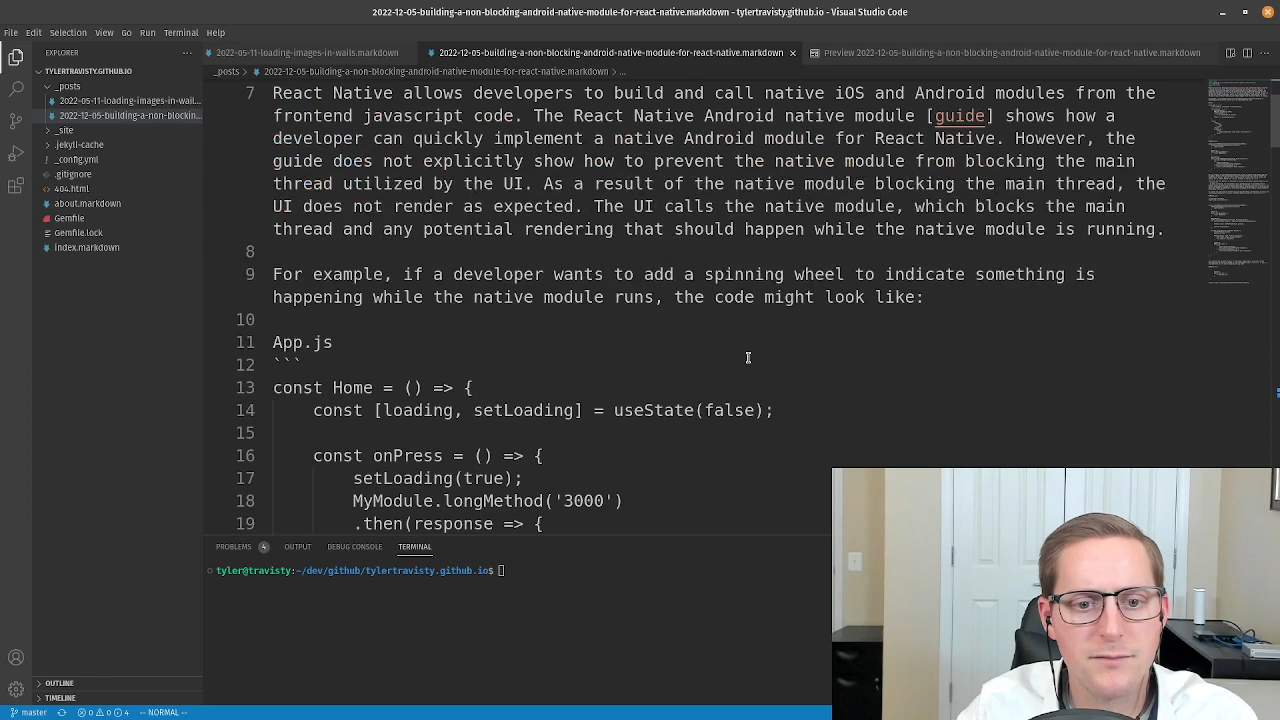 2022-12-05-building-a-non-blocking-android-native-module-for-react-native.markdown - tylertravisty.github.io - Visual Studio Code
File Edit Selection View Go Run Terminal Help
EXPLORER
2022-05-11-loading-images-in-wails.markdown
2022-12-05-building-a-non-blocking-android-native-module-for-react-native.markdown
Preview 2022-12-05-building-a-non-blocking-android-native-module-for-react-native.markdown
TYLERTRAVISTY.GITHUB.IO
_posts
2022-05-11-loading-images-in-wail...
2022-12-05-building-a-non-blockin...
_site
.jekyll-cache
_config.yml
.gitignore
404.html
about.markdown
Gemfile
Gemfile.lock
index.markdown
_posts > 2022-12-05-building-a-non-blocking-android-native-module-for-react-native.markdown > ...
7 React Native allows developers to build and call native iOS and Android modules from the
frontend javascript code. The React Native Android native module [guide] shows how a
developer can quickly implement a native Android module for React Native. However, the
guide does not explicitly show how to prevent the native module from blocking the main
thread utilized by the UI. As a result of the native module blocking the main thread, the
UI does not render as expected. The UI calls the native module, which blocks the main
thread and any potential rendering that should happen while the native module is running.
8
9 For example, if a developer wants to add a spinning wheel to indiccre something is
happening while the native module runs, the code might look like:
10
11 App.js
12 ```
13 const Home = () => {
14 const [loading, setLoading] = useState(false);
15
16 const onPress = () => {
17 setLoading(true);
18 MyModule.longMethod('3000')
19 .then(response => {
PROBLEMS 4 OUTPUT DEBUG CONSOLE TERMINAL
tyler@travisty:~/dev/github/tylertravisty.github.io$
OUTLINE
TIMELINE
master 0 0 4 -- NORMAL --